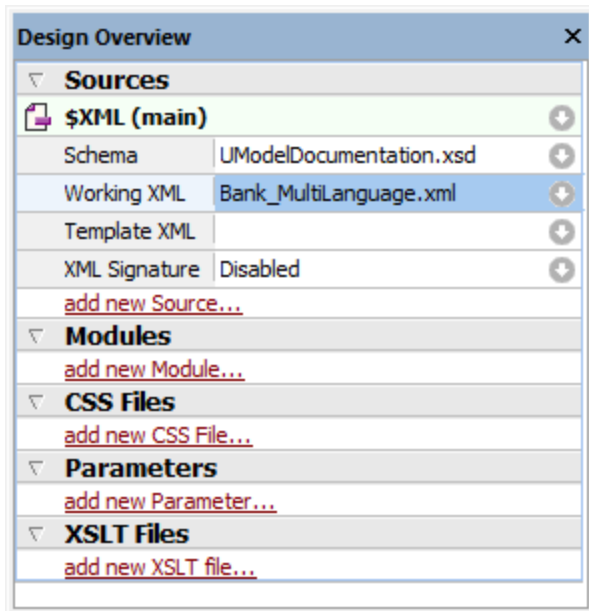 Design Overview
Sources
$XML (main)
Schema UModelDocumentation.xsd
Working XML Bank_MultiLanguage.xml
Template XML
XML Signature Disabled
add new Source...
Modules
add new Module...
CSS Files
add new CSS File...
Parameters
add new Parameter...
XSLT Files
add new XSLT file...